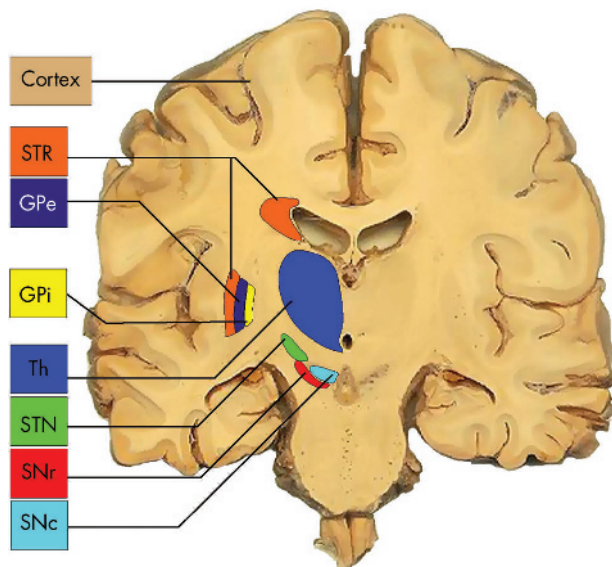 Cortex
STR
GPe
GPi
Th
STN
SNr
SNc